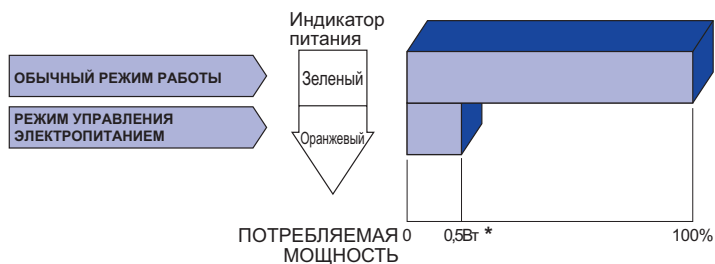 Индикатор
питания
ОБЫЧНЫЙ РЕЖИМ РАБОТЫ
Зеленый
РЕЖИМ УПРАВЛЕНИЯ
ЭЛЕКТРОПИТАНИЕМ
Оранжевый
ПОТРЕБЛЯЕМАЯ 0 0,5Вт * 100%
МОЩНОСТЬ